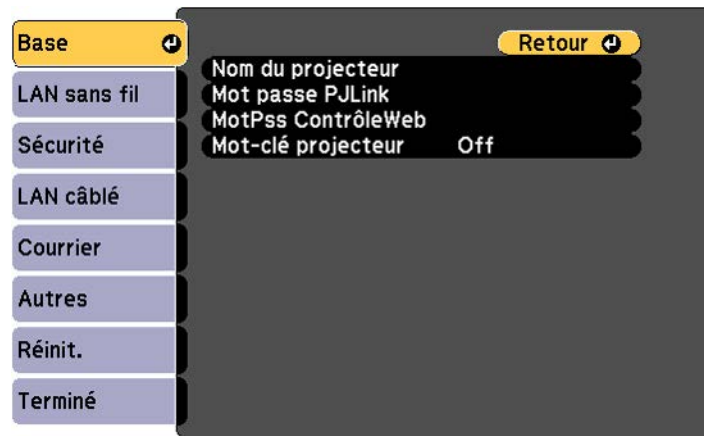 Base
LAN sans fil
Sécurité
LAN câblé
Courrier
Autres
Réinit.
Terminé
Retour
Nom du projecteur
Mot passe PJLink
MotPss ContrôleWeb
Mot-clé projecteur Off